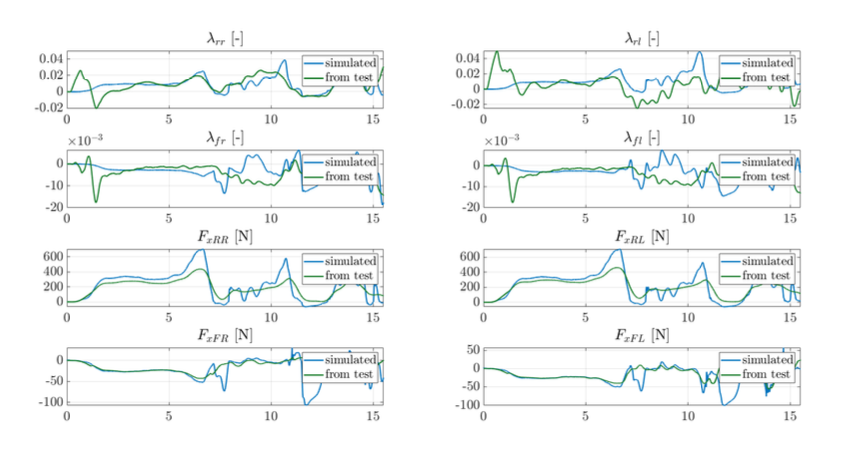 λrr [-]
0.04
0.02
0
-0.02
simulated
from test
0 5 10 15
λrl [-]
0.04
0.02
0
-0.02
simulated
from test
0 5 10 15
×10⁻³
λfr [-]
0
-10
-20
simulated
from test
0 5 10 15
×10⁻³
λfl [-]
0
-10
-20
simulated
from test
0 5 10 15
FxRR [N]
600
400
200
0
simulated
from test
0 5 10 15
FxRL [N]
600
400
200
0
simulated
from test
0 5 10 15
FxFR [N]
0
-50
-100
simulated
from test
0 5 10 15
FxFL [N]
50
0
-50
-100
simulated
from test
0 5 10 15